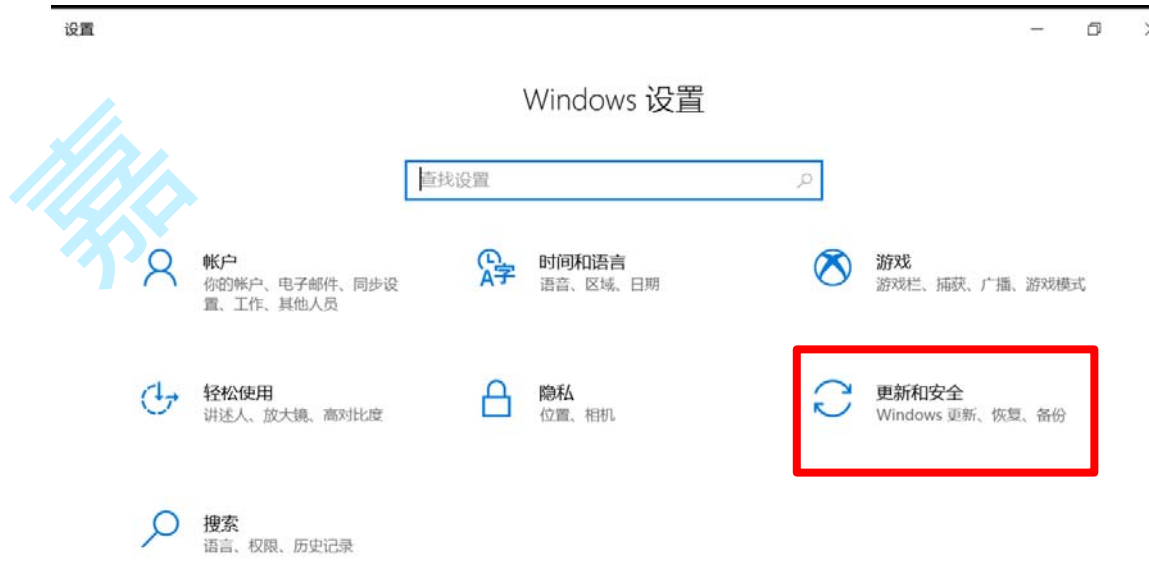 设置
Windows 设置
查找设置
嘉
帐户
你的帐户、电子邮件、同步设
置、工作、其他人员
时间和语言
语音、区域、日期
游戏
游戏栏、捕获、广播、游戏模式
轻松使用
讲述人、放大镜、高对比度
隐私
位置、相机
更新和安全
Windows 更新、恢复、备份
搜索
语言、权限、历史记录